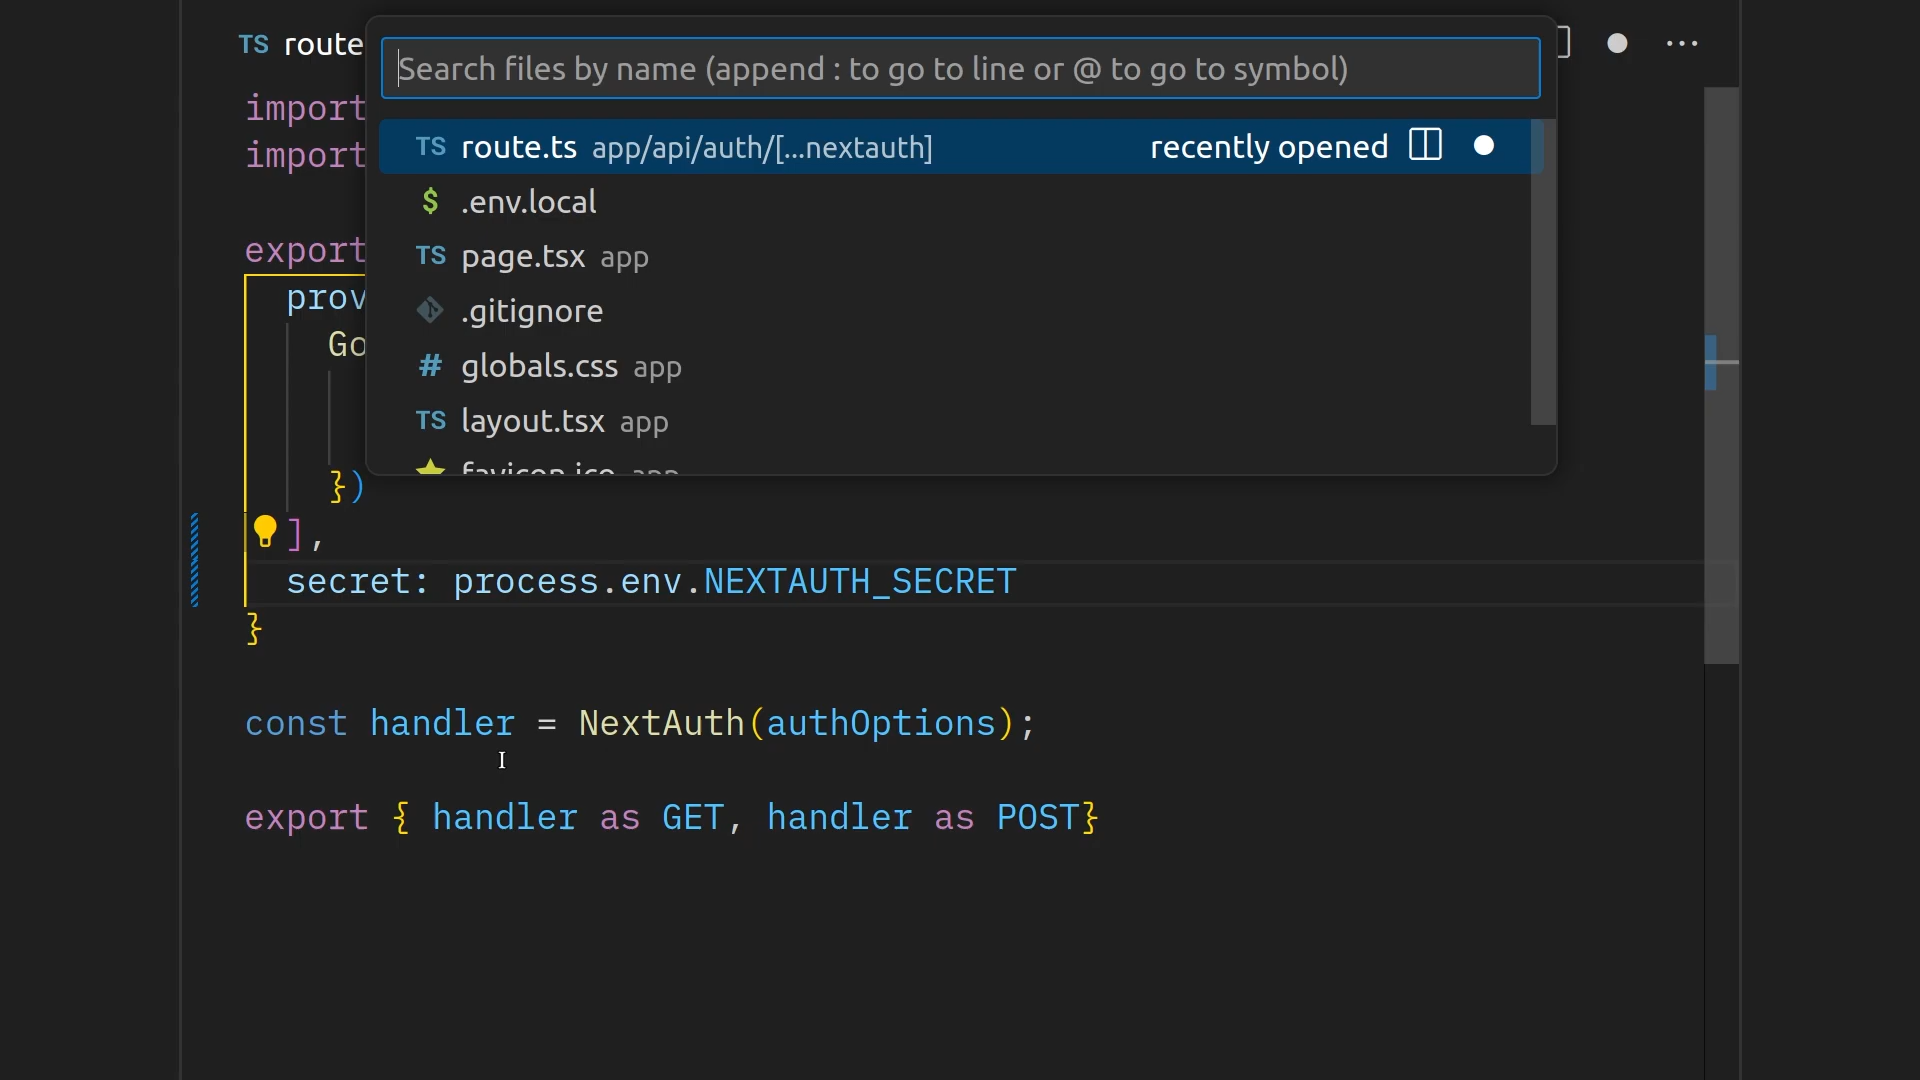 TS route
Search files by name (append : to go to line or @ to go to symbol)
import
import
TS route.ts app/api/auth/[...nextauth] recently opened
$ .env.local
export
TS page.tsx app
prov
.gitignore
Go
# globals.css app
TS layout.tsx app
favicon.ico app
})
],
secret: process.env.NEXTAUTH_SECRET
}
const handler = NextAuth(authOptions);
export { handler as GET, handler as POST}